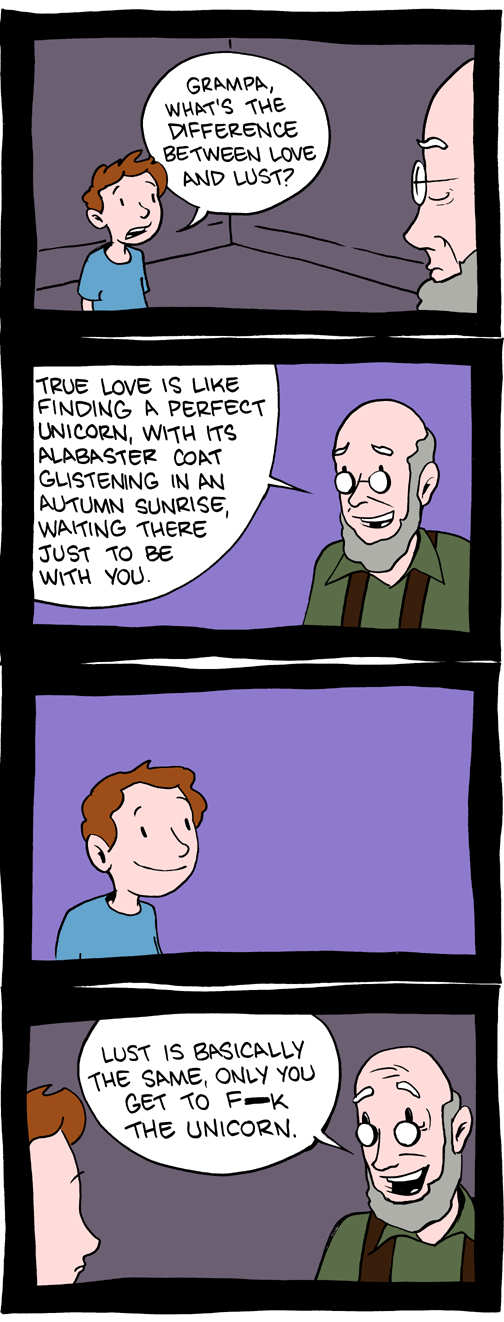 GRAMPA,
WHAT'S THE
DIFFERENCE
BETWEEN LOVE
AND LUST?
TRUE LOVE IS LIKE
FINDING A PERFECT
UNICORN, WITH ITS
ALABASTER COAT
GLISTENING IN AN
AUTUMN SUNRISE,
WAITING THERE
JUST TO BE
WITH YOU.
LUST IS BASICALLY
THE SAME, ONLY YOU
GET TO F—K
THE UNICORN.